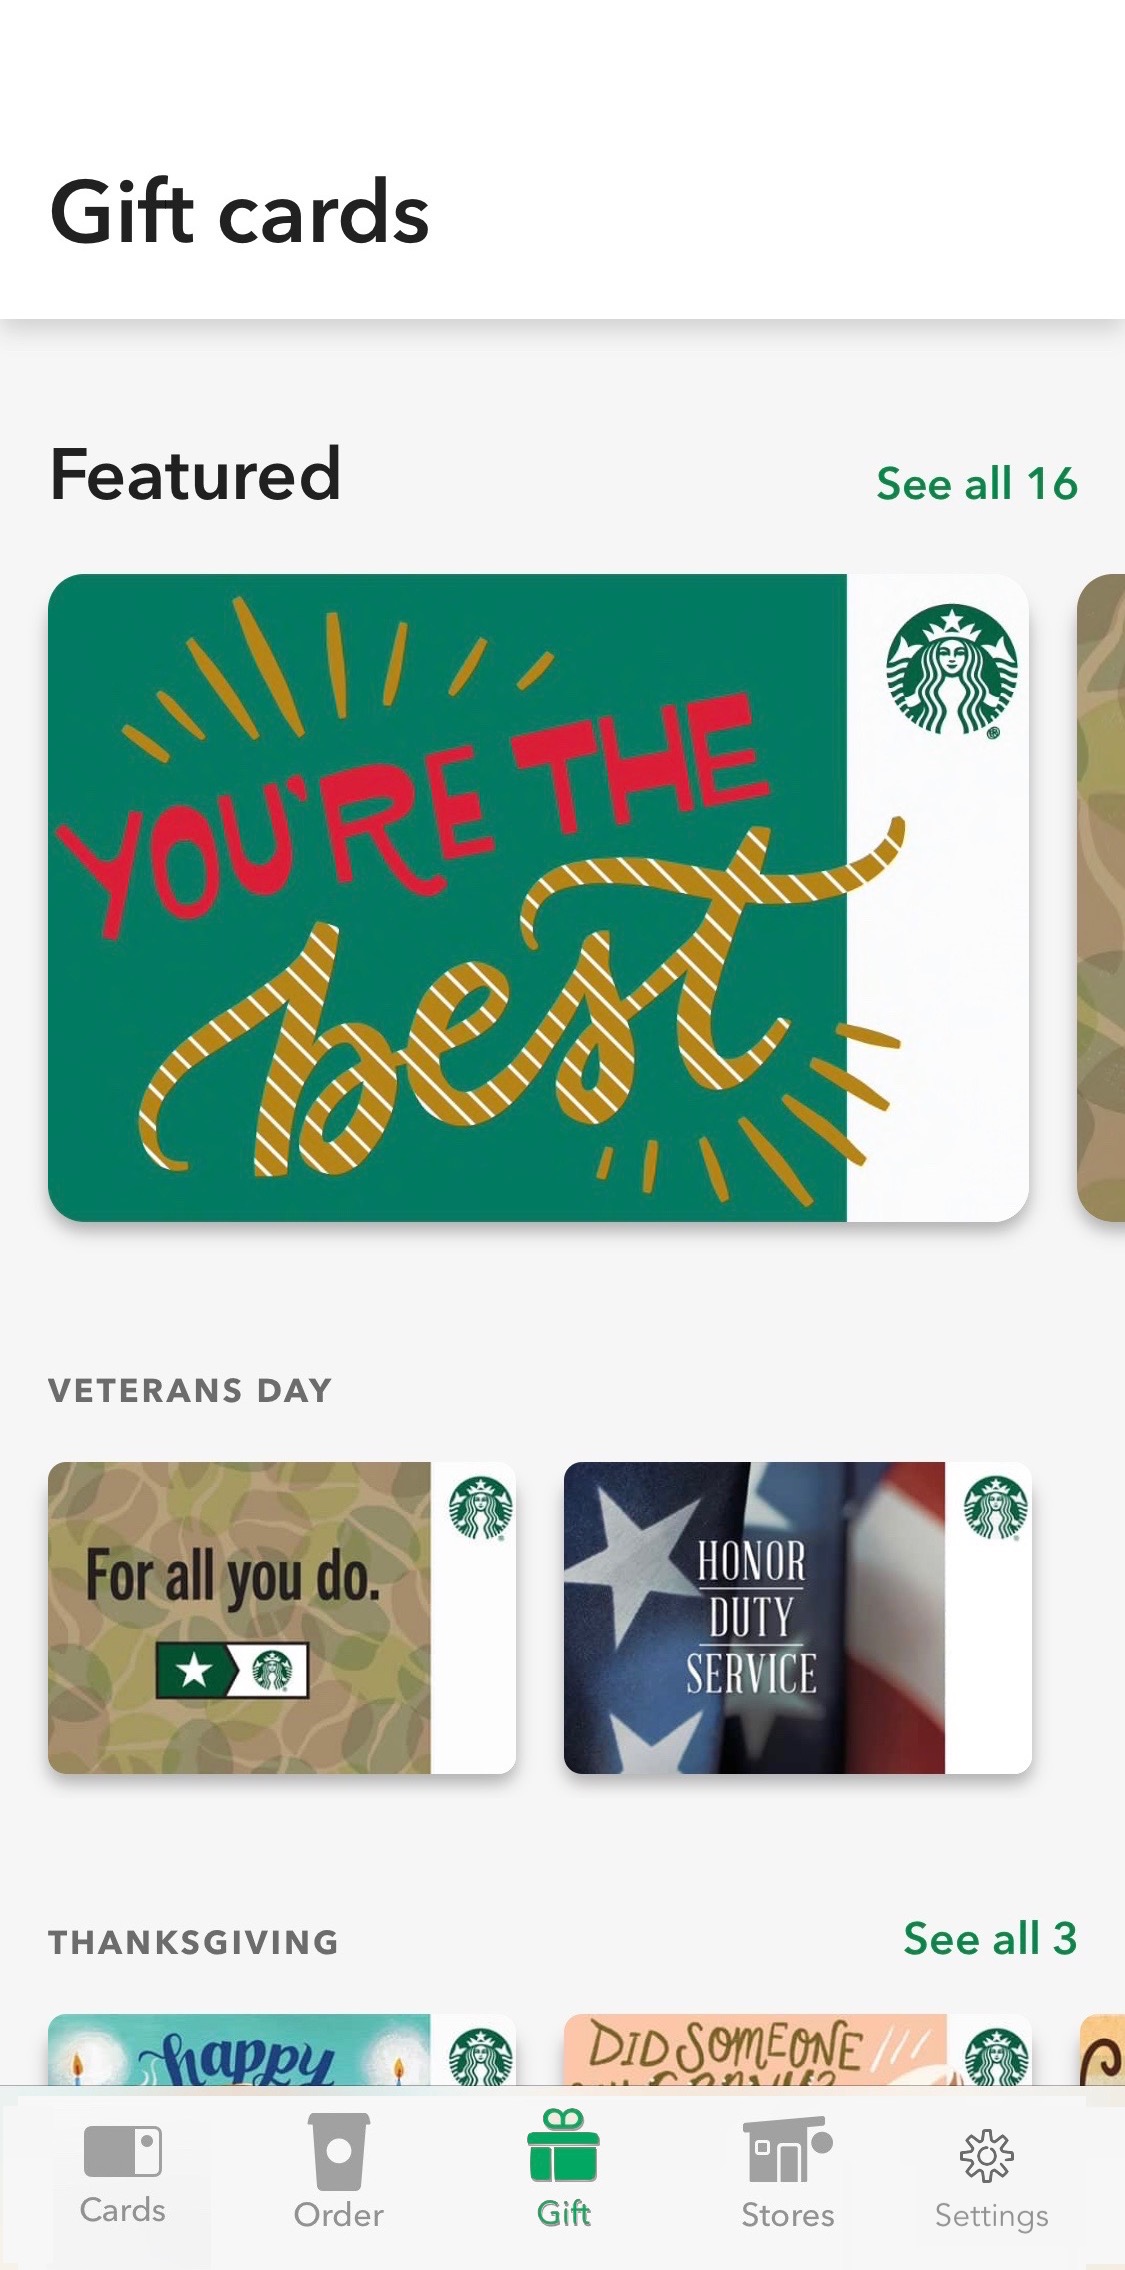 Gift cards
Featured
See all 16
YOU'RE THE
best
VETERANS DAY
For all you do.
HONOR
DUTY
SERVICE
THANKSGIVING
See all 3
happy
DID SOMEONE
Cards
Order
Gift
Stores
Settings